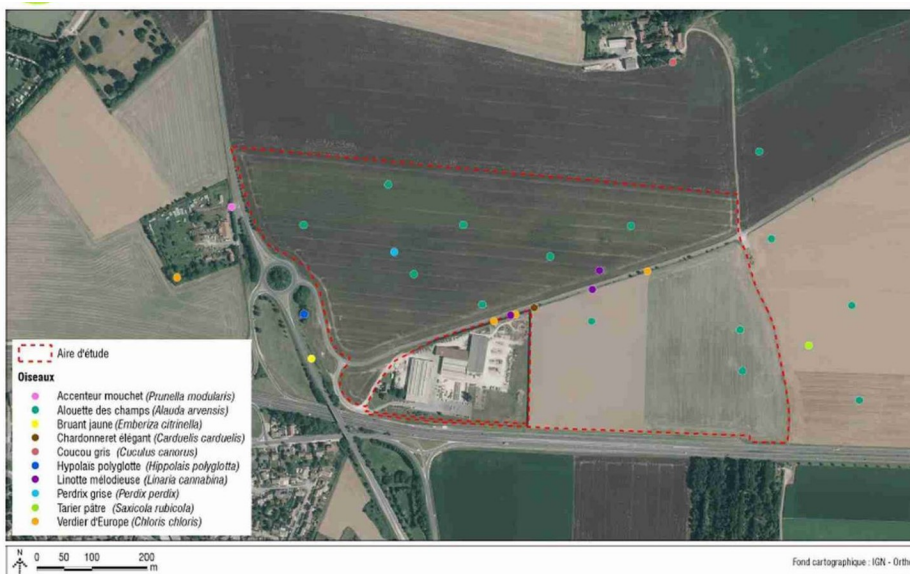 Aire d'étude
Oiseaux
Accenteur mouchet (Prunella modularis)
Alouette des champs (Alauda arvensis)
Bruant jaune (Emberiza citrinella)
Chardonneret élégant (Carduelis carduelis)
Coucou gris (Cuculus canorus)
Hypolais polyglotte (Hippolais polyglotta)
Linotte mélodieuse (Linaria cannabina)
Perdrix grise (Perdix perdix)
Tarier pâtre (Saxicola rubicola)
Verdier d'Europe (Chloris chloris)
N
0 50 100 200
m
Fond cartographique : IGN - Ortho